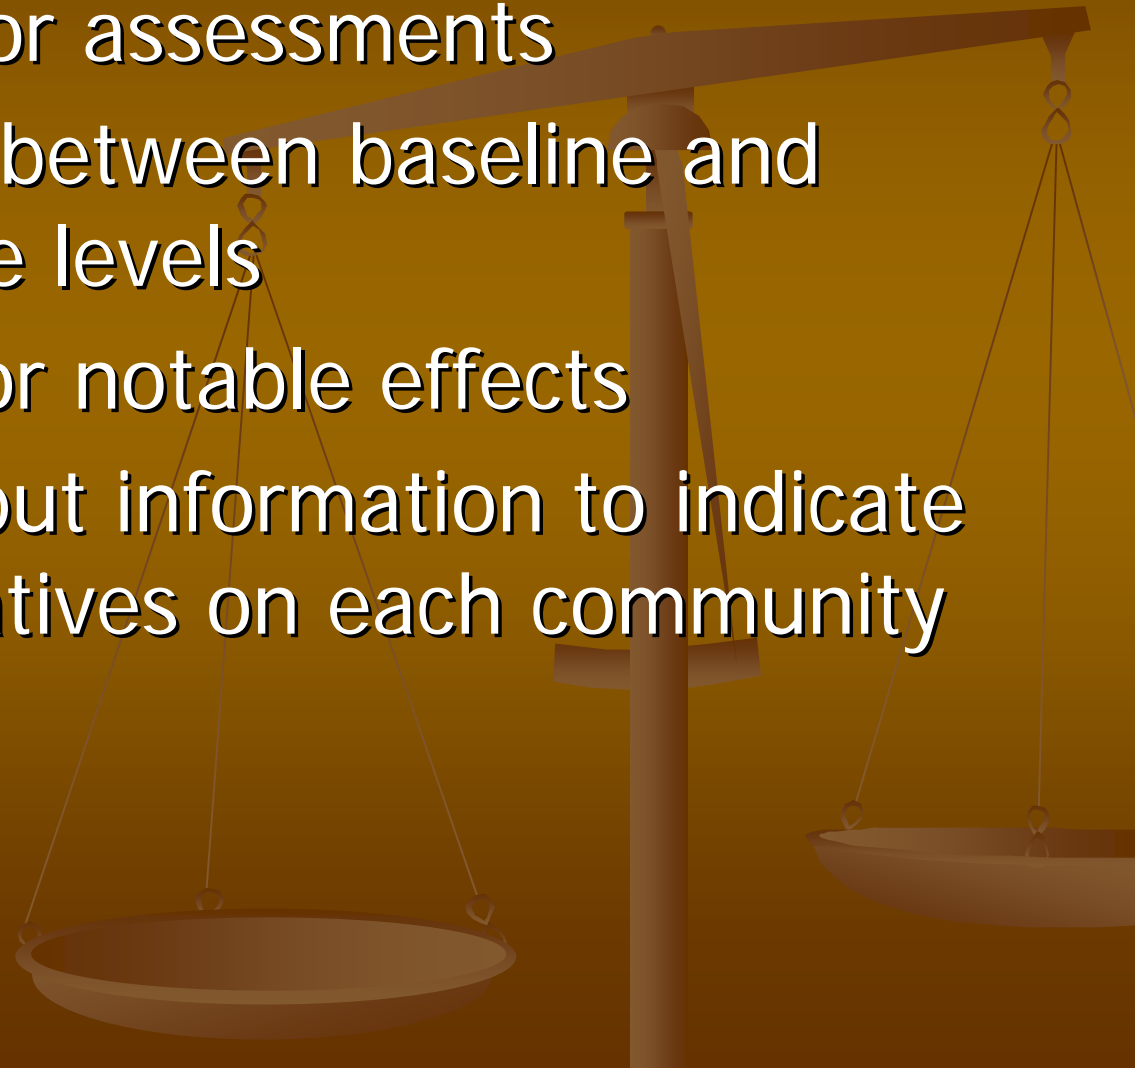 or assessments
between baseline and
e levels
or notable effects
out information to indicate
atives on each community